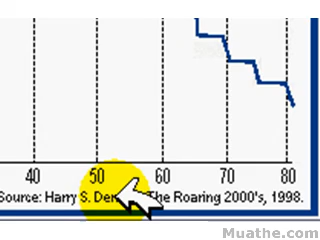 40 50 60 70 80
Source: Harry S. The Roaring 2000's, 1998.
Muathe.com